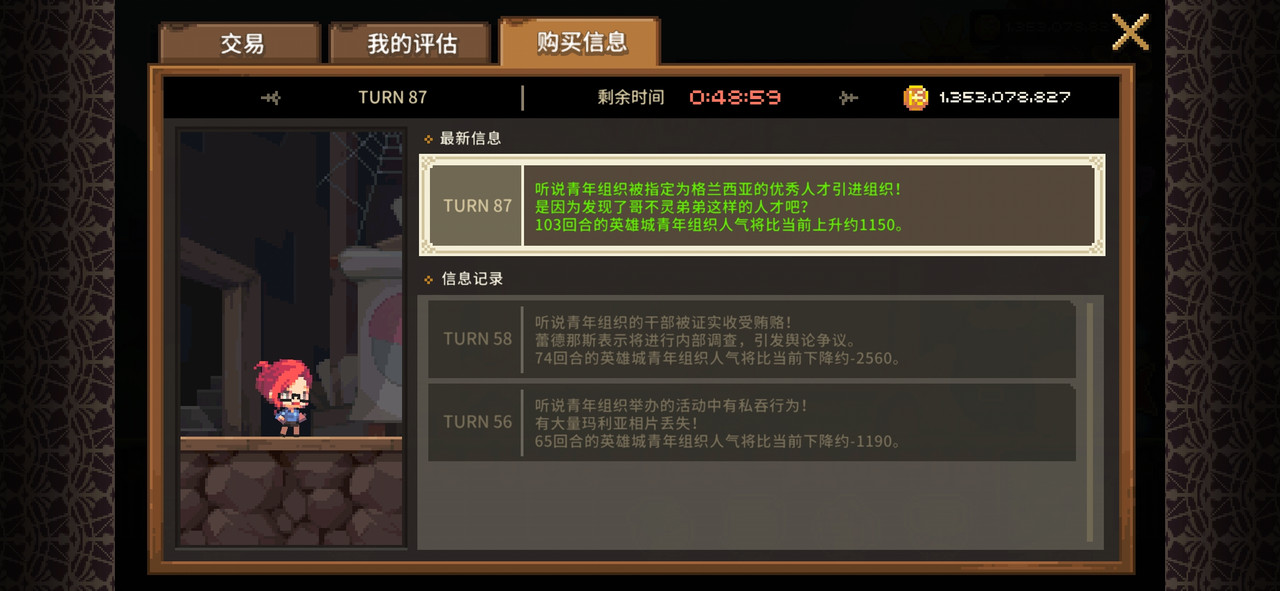 交易
我的评估
购买信息
TURN 87
剩余时间
0:48:59
1,353,078,827
最新信息
TURN 87
听说青年组织被指定为格兰西亚的优秀人才引进组织！
是因为发现了哥不灵弟弟这样的人才吧？
103回合的英雄城青年组织人气将比当前上升约1150。
信息记录
TURN 58
听说青年组织的干部被证实收受贿赂！
蕾德那斯表示将进行内部调查，引发舆论争议。
74回合的英雄城青年组织人气将比当前下降约-2560。
TURN 56
听说青年组织举办的活动中有私吞行为！
有大量玛利亚相片丢失！
65回合的英雄城青年组织人气将比当前下降约-1190。